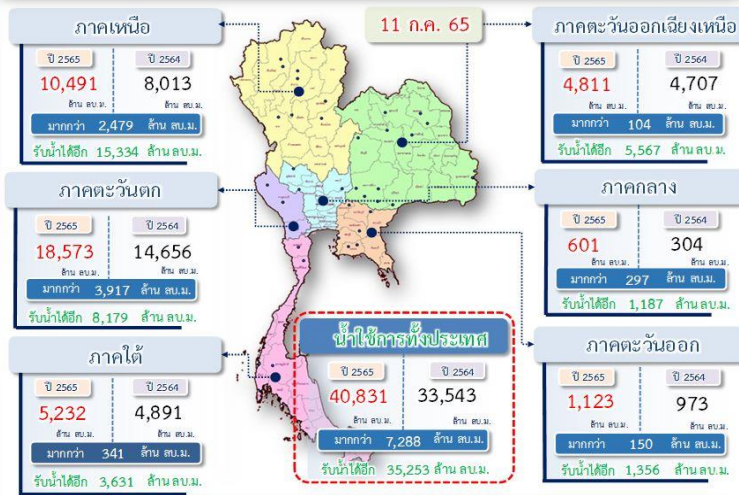 11 ก.ค. 65
ภาคเหนือ
ปี 2565 ปี 2564
10,491 8,013
ล้าน ลบ.ม. ล้าน ลบ.ม.
มากกว่า 2,479 ล้าน ลบ.ม.
รับน้ำได้อีก 15,334 ล้าน ลบ.ม.
ภาคตะวันออกเฉียงเหนือ
ปี 2565 ปี 2564
4,811 4,707
ล้าน ลบ.ม. ล้าน ลบ.ม.
มากกว่า 104 ล้าน ลบ.ม.
รับน้ำได้อีก 5,567 ล้าน ลบ.ม.
ภาคตะวันตก
ปี 2565 ปี 2564
18,573 14,656
ล้าน ลบ.ม. ล้าน ลบ.ม.
มากกว่า 3,917 ล้าน ลบ.ม.
รับน้ำได้อีก 8,179 ล้าน ลบ.ม.
ภาคกลาง
ปี 2565 ปี 2564
601 304
ล้าน ลบ.ม. ล้าน ลบ.ม.
มากกว่า 297 ล้าน ลบ.ม.
รับน้ำได้อีก 1,187 ล้าน ลบ.ม.
ภาคใต้
ปี 2565 ปี 2564
5,232 4,891
ล้าน ลบ.ม. ล้าน ลบ.ม.
มากกว่า 341 ล้าน ลบ.ม.
รับน้ำได้อีก 3,631 ล้าน ลบ.ม.
น้ำใช้การทั้งประเทศ
ปี 2565 ปี 2564
40,831 33,543
ล้าน ลบ.ม. ล้าน ลบ.ม.
มากกว่า 7,288 ล้าน ลบ.ม.
รับน้ำได้อีก 35,253 ล้าน ลบ.ม.
ภาคตะวันออก
ปี 2565 ปี 2564
1,123 973
ล้าน ลบ.ม. ล้าน ลบ.ม.
มากกว่า 150 ล้าน ลบ.ม.
รับน้ำได้อีก 1,356 ล้าน ลบ.ม.